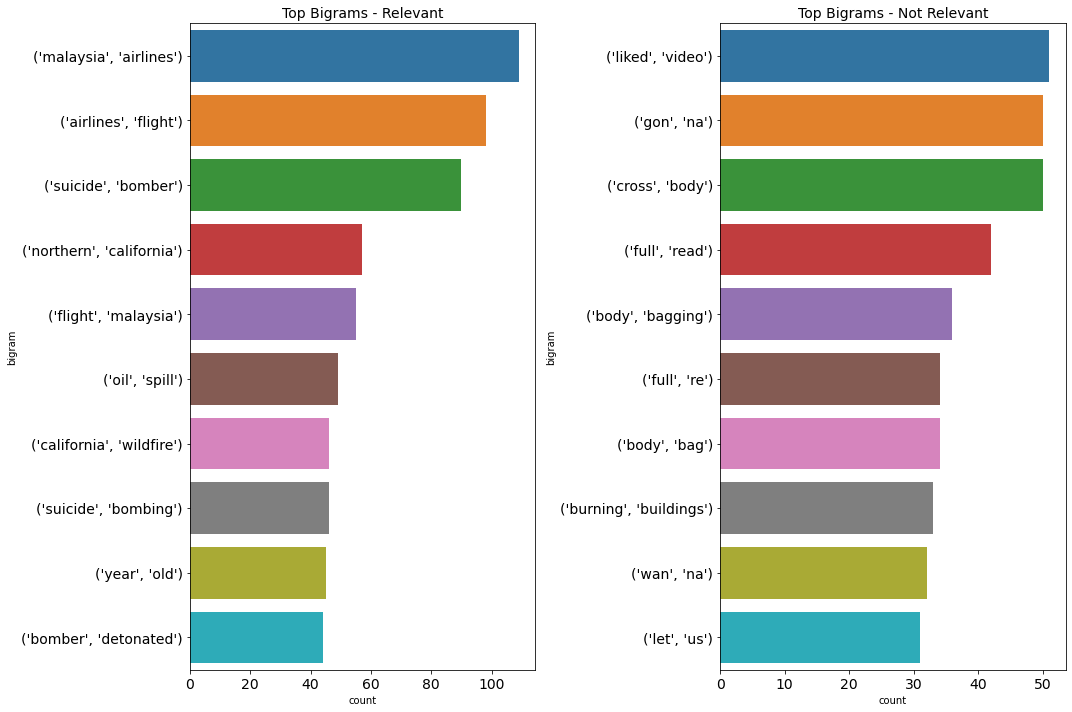 Top Bigrams - Relevant
('malaysia', 'airlines')
('airlines', 'flight')
('suicide', 'bomber')
('northern', 'california')
('flight', 'malaysia')
('oil', 'spill')
('california', 'wildfire')
('suicide', 'bombing')
('year', 'old')
('bomber', 'detonated')
bigram
0 20 40 60 80 100
count
Top Bigrams - Not Relevant
('liked', 'video')
('gon', 'na')
('cross', 'body')
('full', 'read')
('body', 'bagging')
('full', 're')
('body', 'bag')
('burning', 'buildings')
('wan', 'na')
('let', 'us')
bigram
0 10 20 30 40 50
count